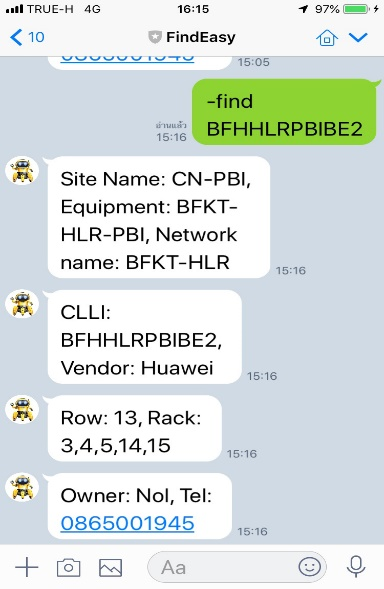 TRUE-H 4G 16:15 97%
10 FindEasy
0865001945 15:05
-find
BFHHLRPBIBE2
อ่านแล้ว
15:16
Site Name: CN-PBI,
Equipment: BFKT-
HLR-PBI, Network
name: BFKT-HLR
15:16
CLLI:
BFHHLRPBIBE2,
Vendor: Huawei
15:16
Row: 13, Rack:
3,4,5,14,15
15:16
Owner: Nol, Tel:
0865001945
15:16
Aa